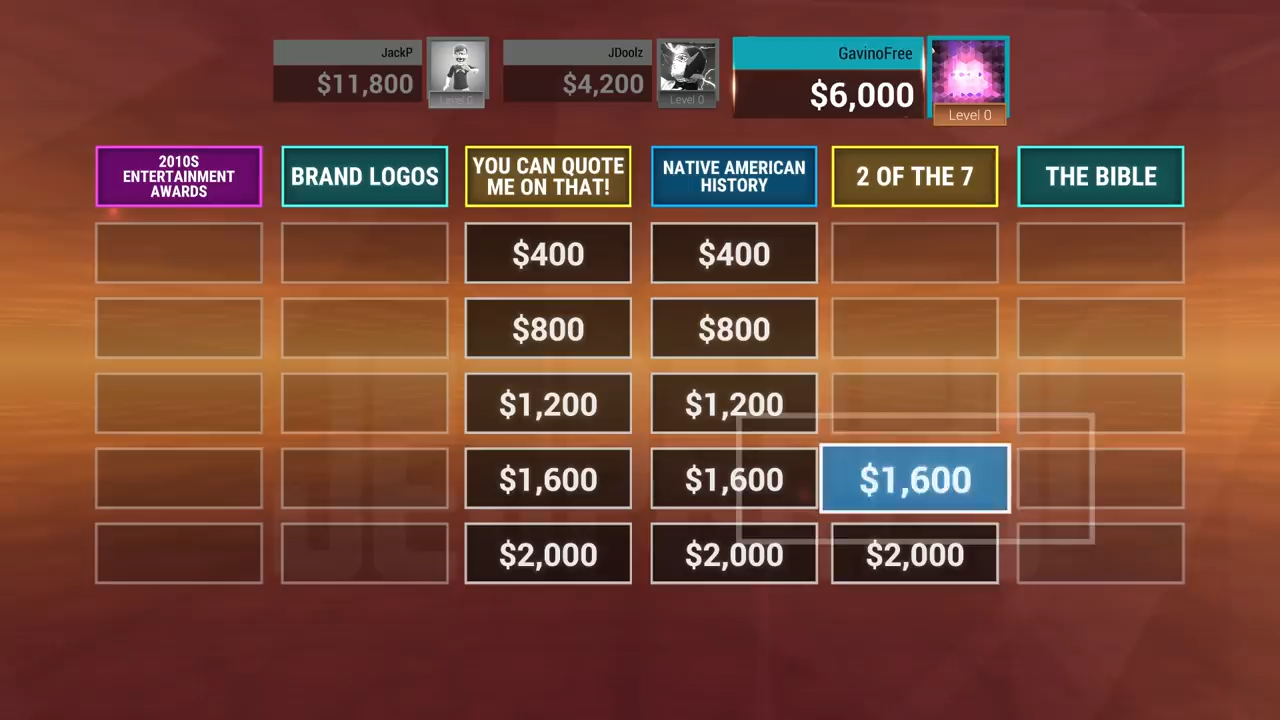 JackP
$11,800
Level 0
JDoolz
$4,200
Level 0
GavinoFree
$6,000
Level 0
2010S
ENTERTAINMENT
AWARDS
BRAND LOGOS
YOU CAN QUOTE
ME ON THAT!
NATIVE AMERICAN
HISTORY
2 OF THE 7
THE BIBLE
$400
$400
$800
$800
$1,200
$1,200
$1,600
$1,600
$1,600
$2,000
$2,000
$2,000